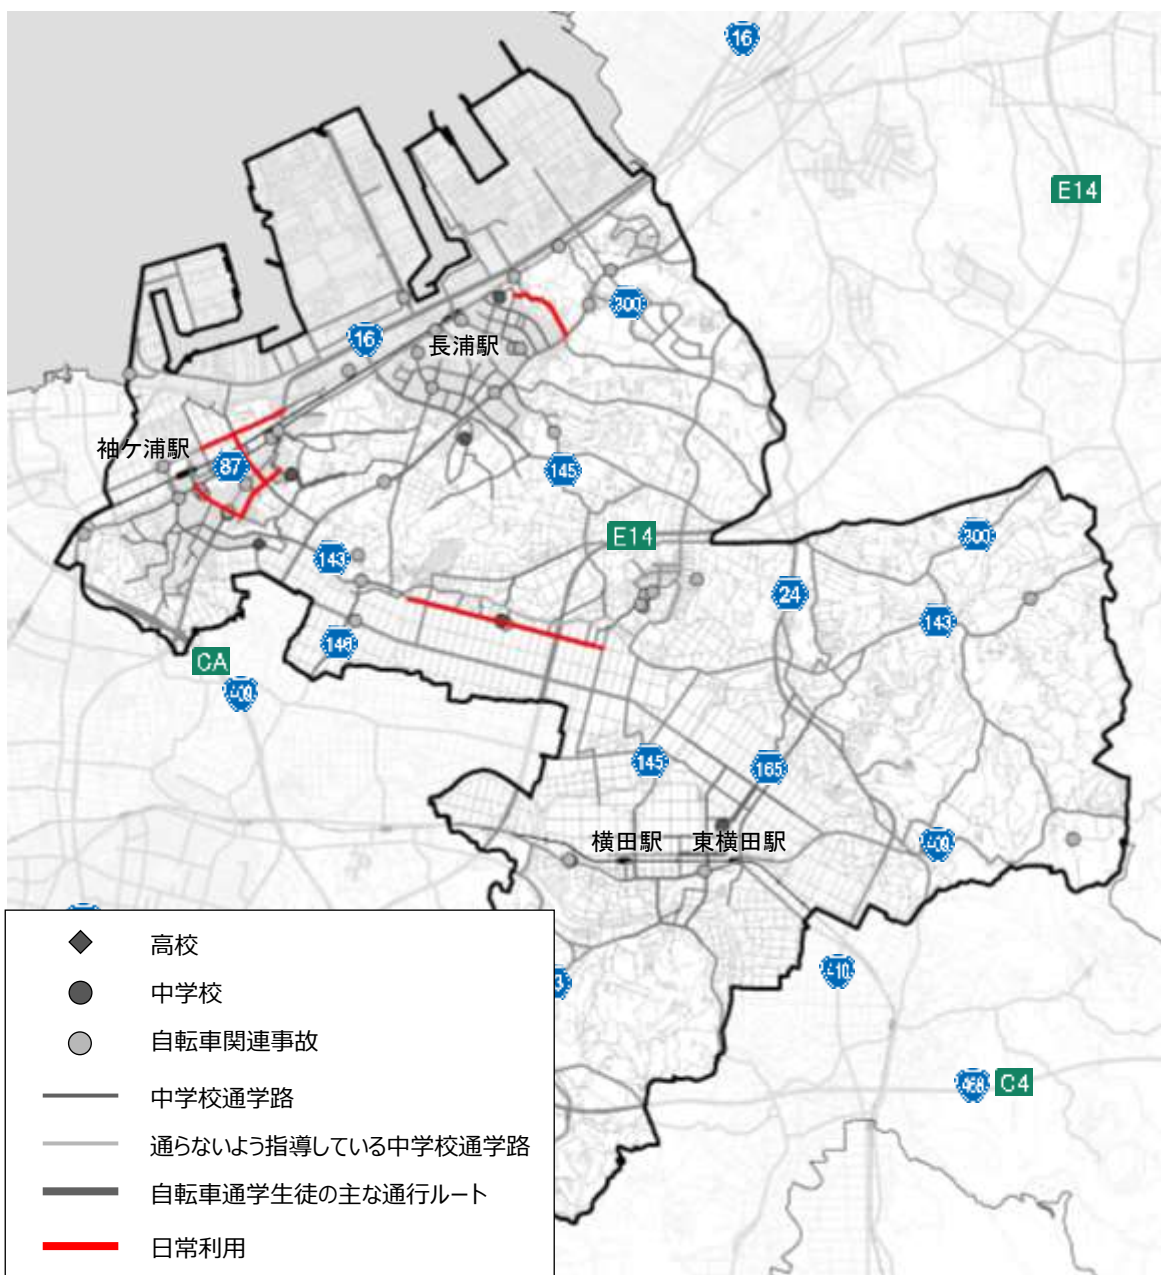 16
E14
300
長浦駅
16
袖ケ浦駅
87
145
E14
300
143
24
143
146
CA
409
145
165
横田駅
東横田駅
409
410
468
C4
高校
中学校
自転車関連事故
中学校通学路
通らないよう指導している中学校通学路
自転車通学生徒の主な通行ルート
日常利用